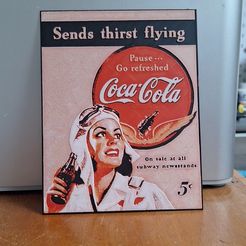 Sends thirst flying
Pause...
Go refreshed
Coca-Cola
On sale at all
subway newsstands
5¢